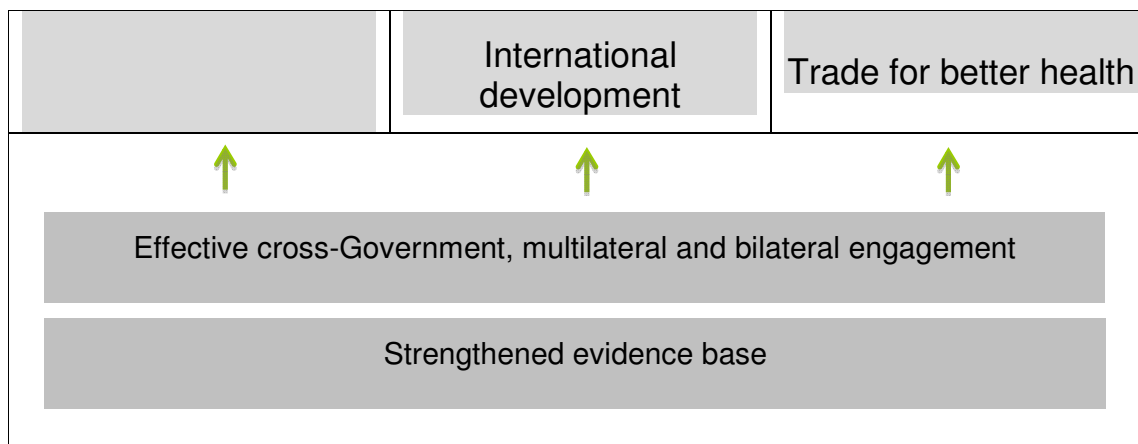 International
development
Trade for better health
Effective cross-Government, multilateral and bilateral engagement
Strengthened evidence base